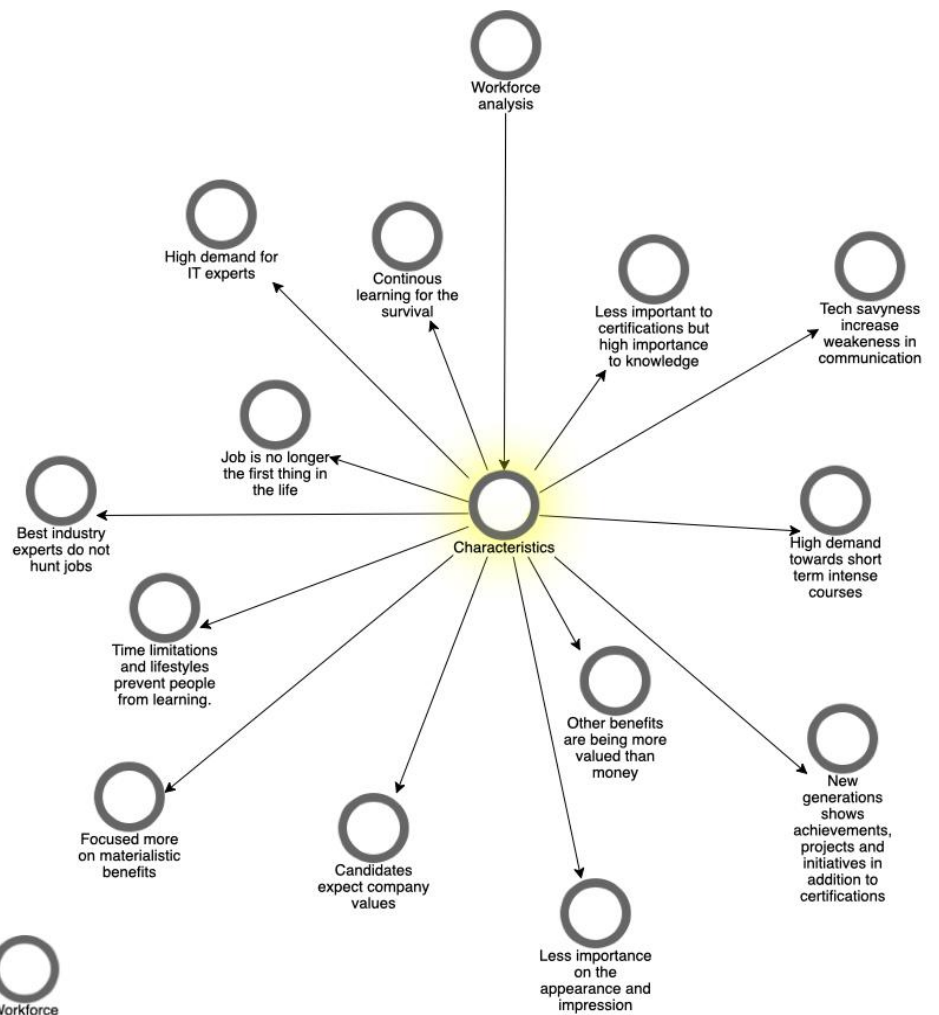 Workforce
analysis
High demand for
IT experts
Continous
learning for the
survival
Less important to
certifications but
high importance
to knowledge
Tech savyness
increase
weakeness in
communication
Job is no longer
the first thing in
the life
Best industry
experts do not
hunt jobs
Characteristics
High demand
towards short
term intense
courses
Time limitations
and lifestyles
prevent people
from learning.
Other benefits
are being more
valued than
money
New
generations
shows
achievements,
projects and
initiatives in
addition to
certifications
Focused more
on materialistic
benefits
Candidates
expect company
values
Less importance
on the
appearance and
impression
Workforce